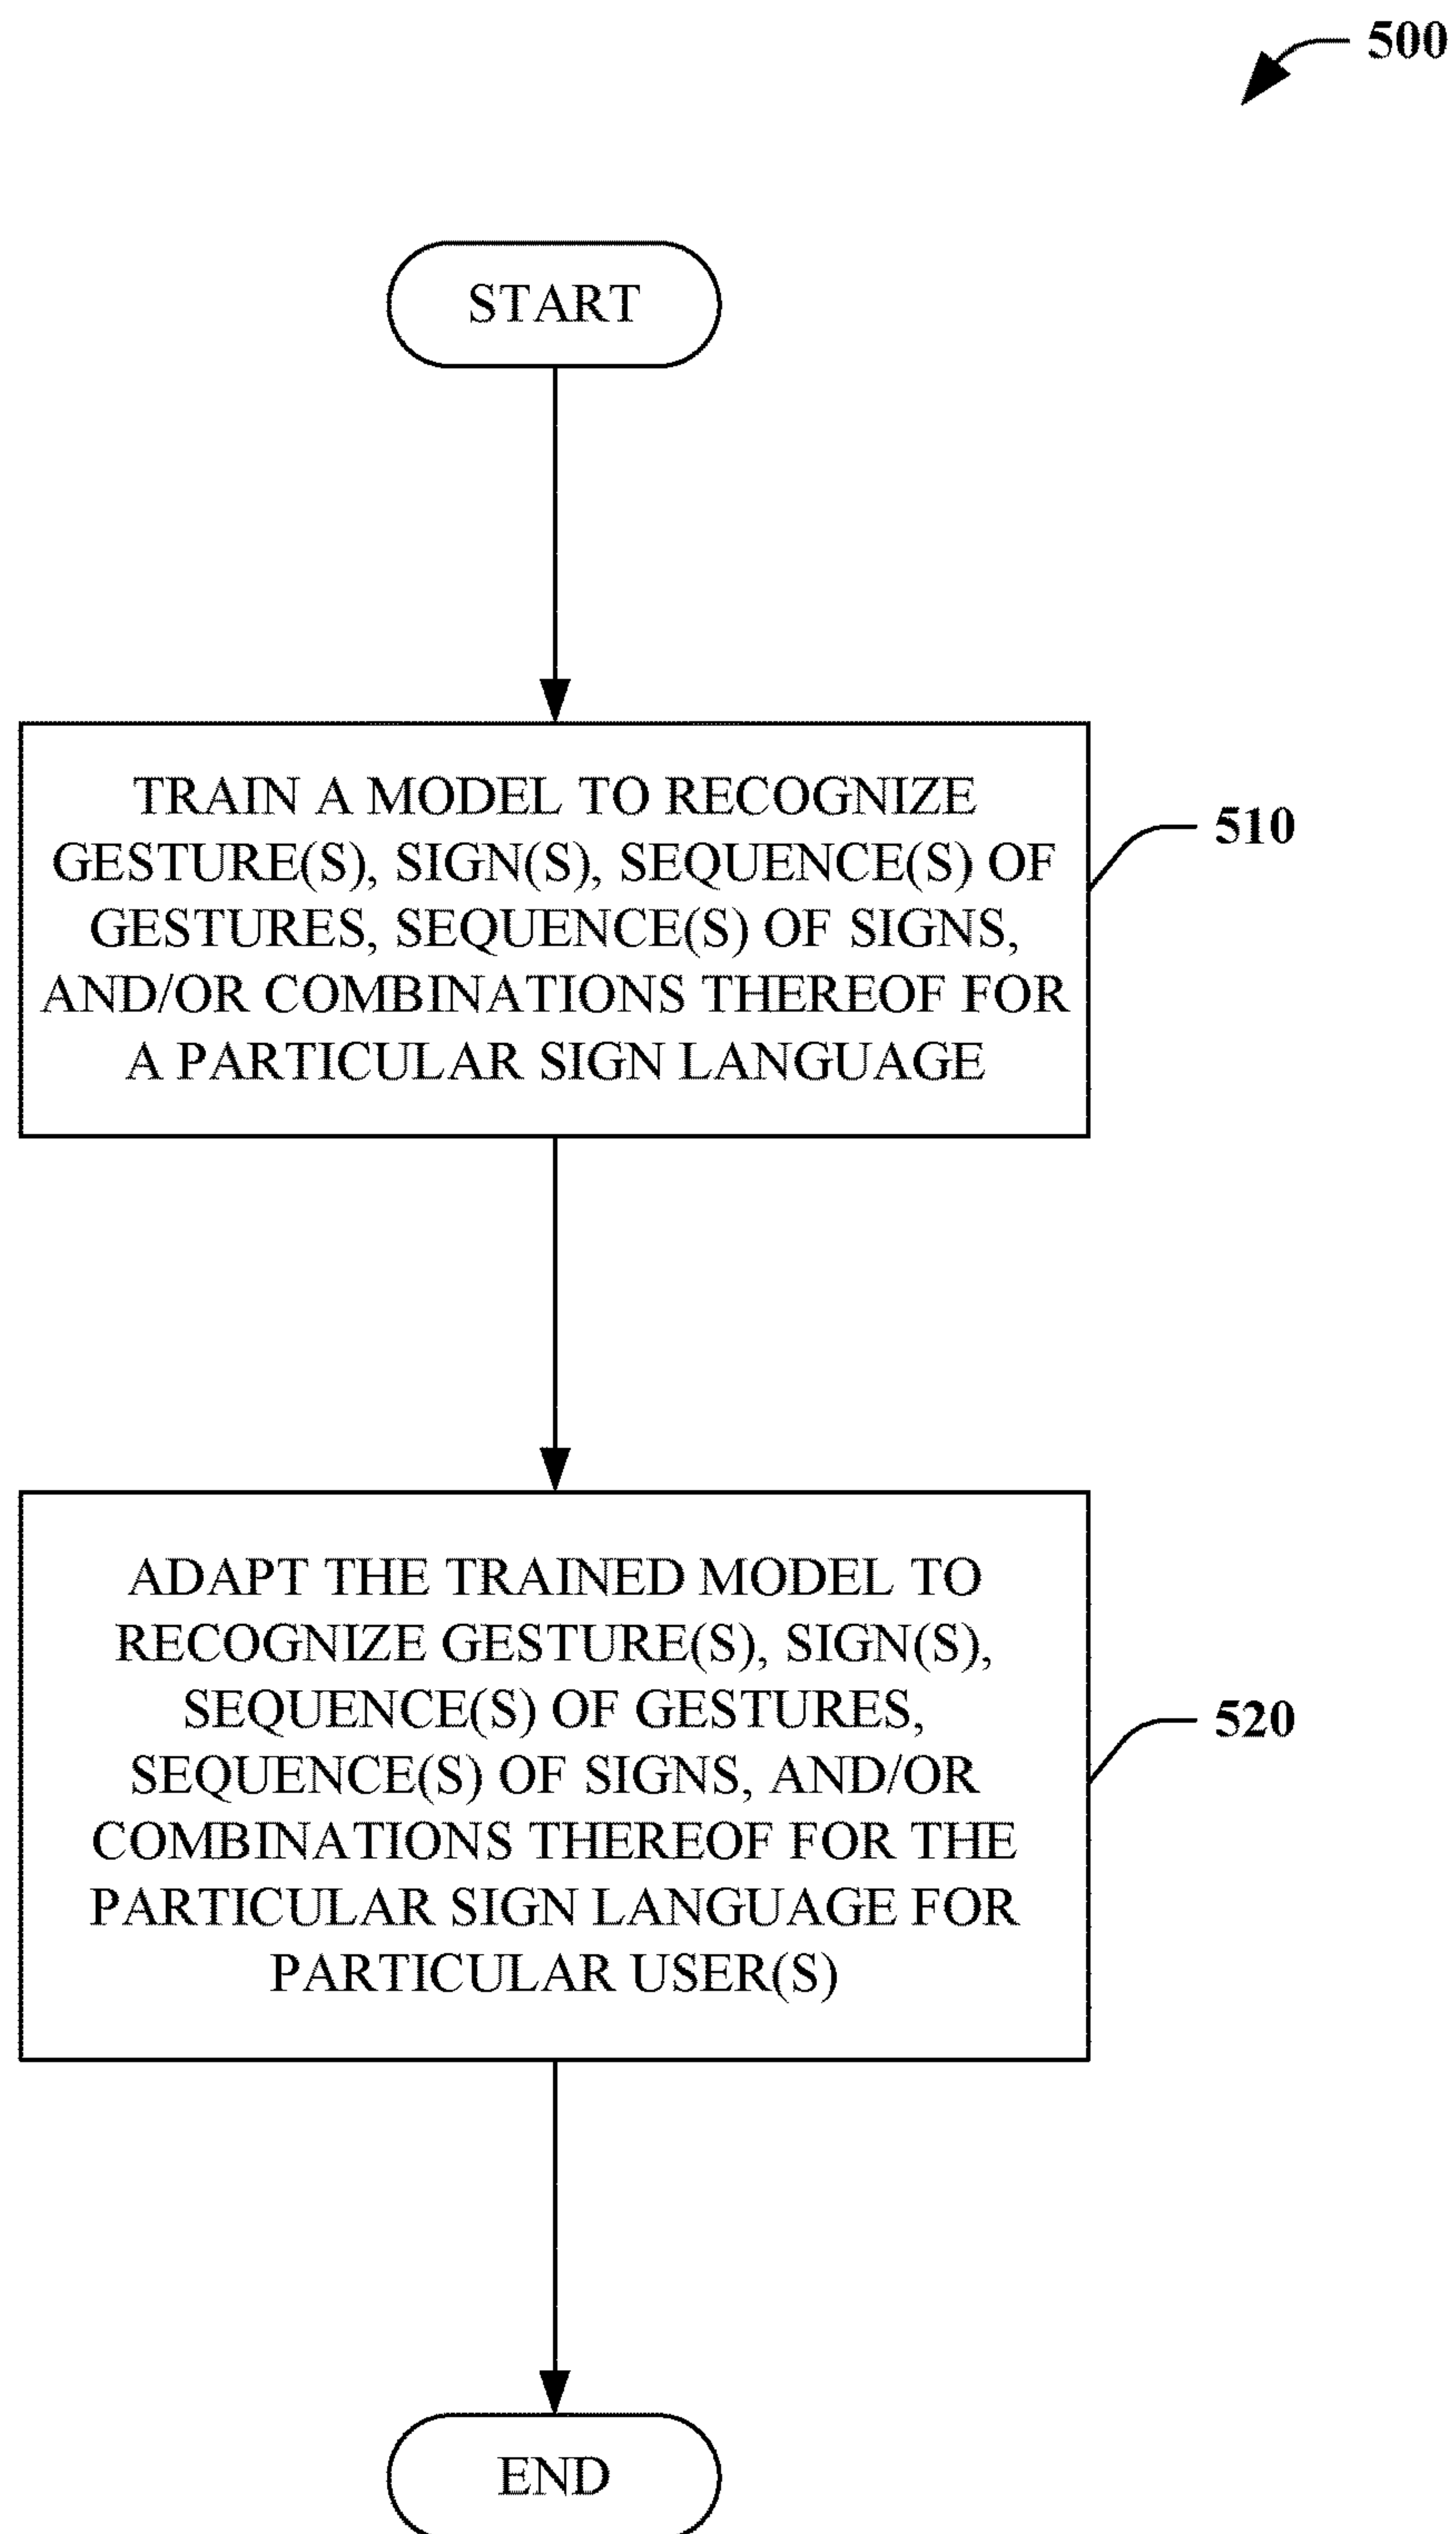 500
START
TRAIN A MODEL TO RECOGNIZE
GESTURE(S), SIGN(S), SEQUENCE(S) OF
GESTURES, SEQUENCE(S) OF SIGNS,
AND/OR COMBINATIONS THEREOF FOR
A PARTICULAR SIGN LANGUAGE
510
ADAPT THE TRAINED MODEL TO
RECOGNIZE GESTURE(S), SIGN(S),
SEQUENCE(S) OF GESTURES,
SEQUENCE(S) OF SIGNS, AND/OR
COMBINATIONS THEREOF FOR THE
PARTICULAR SIGN LANGUAGE FOR
PARTICULAR USER(S)
520
END